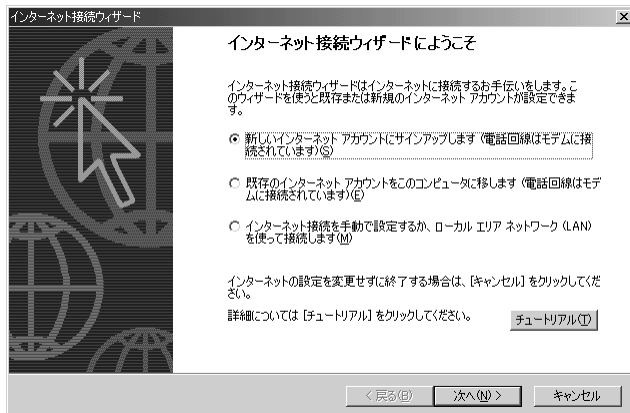 インターネット接続ウィザード
インターネット接続ウィザードにようこそ
インターネット接続ウィザードはインターネットに接続するお手伝いをします。こ
のウィザードを使うと既存または新規のインターネット アカウントが設定できま
す。
新しいインターネット アカウントにサインアップします (電話回線はモデムに接
続されています)(S)
既存のインターネット アカウントをこのコンピュータに移します (電話回線はモデ
ムに接続されています)(E)
インターネット接続を手動で設定するか、ローカル エリア ネットワーク (LAN)
を使って接続します(M)
インターネットの設定を変更せずに終了する場合は、[キャンセル] をクリックしてくだ
さい。
詳細については [チュートリアル] をクリックしてください。
チュートリアル(T)
< 戻る(B)
次へ(N) >
キャンセル